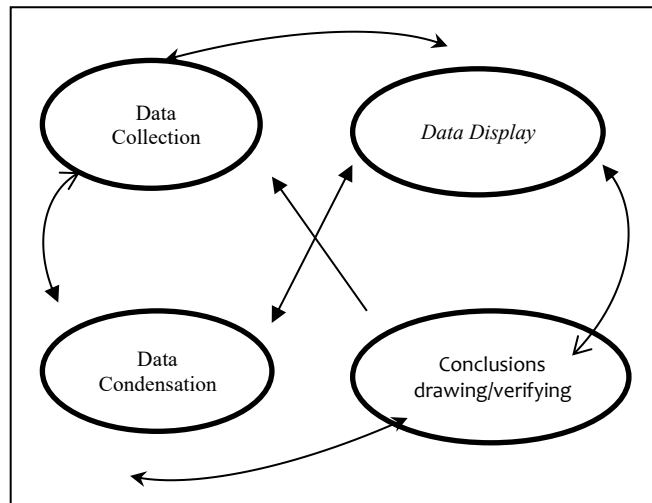 Data
Collection
Data Display
Data
Condensation
Conclusions
drawing/verifying